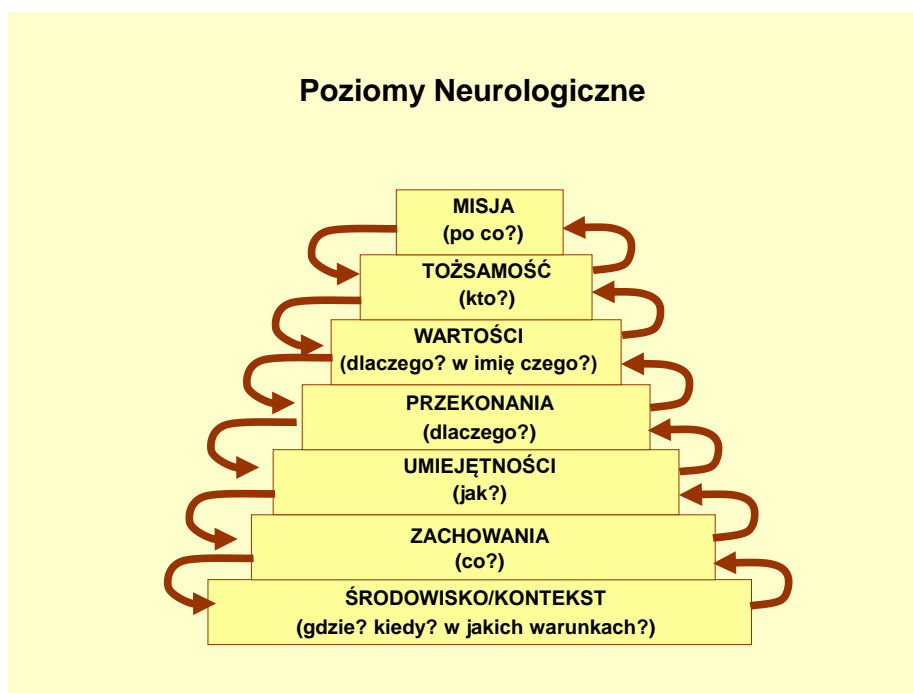 Poziomy Neurologiczne
MISJA
(po co?)
TOŻSAMOŚĆ
(kto?)
WARTOŚCI
(dlaczego? w imię czego?)
PRZEKONANIA
(dlaczego?)
UMIEJĘTNOŚCI
(jak?)
ZACHOWANIA
(co?)
ŚRODOWISKO/KONTEKST
(gdzie? kiedy? w jakich warunkach?)